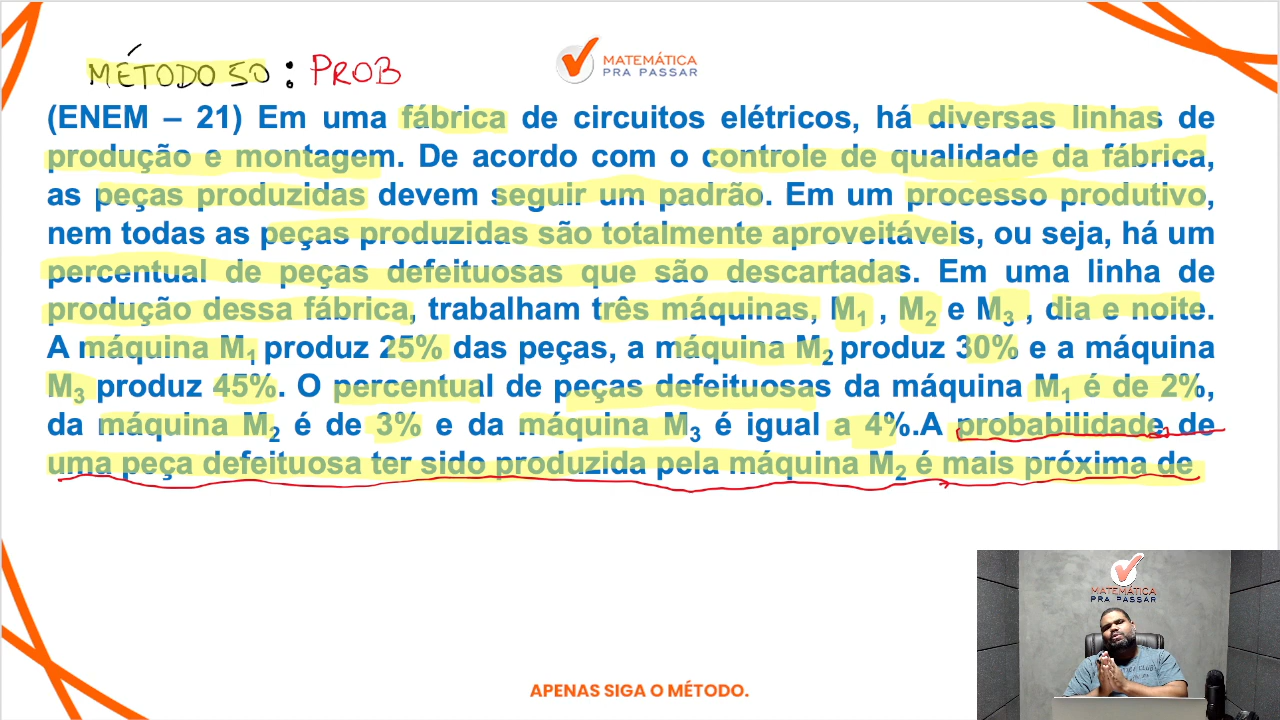 MÉTODO 50 : PROB
MATEMÁTICA
PRA PASSAR
(ENEM – 21) Em uma fábrica de circuitos elétricos, há diversas linhas de
produção e montagem. De acordo com o controle de qualidade da fábrica,
as peças produzidas devem seguir um padrão. Em um processo produtivo,
nem todas as peças produzidas são totalmente aproveitáveis, ou seja, há um
percentual de peças defeituosas que são descartadas. Em uma linha de
produção dessa fábrica, trabalham três máquinas, M₁ , M₂ e M₃ , dia e noite.
A máquina M₁ produz 25% das peças, a máquina M₂ produz 30% e a máquina
M₃ produz 45%. O percentual de peças defeituosas da máquina M₁ é de 2%,
da máquina M₂ é de 3% e da máquina M₃ é igual a 4%.A probabilidade de
uma peça defeituosa ter sido produzida pela máquina M₂ é mais próxima de
MATEMÁTICA
PRA PASSAR
APENAS SIGA O MÉTODO.